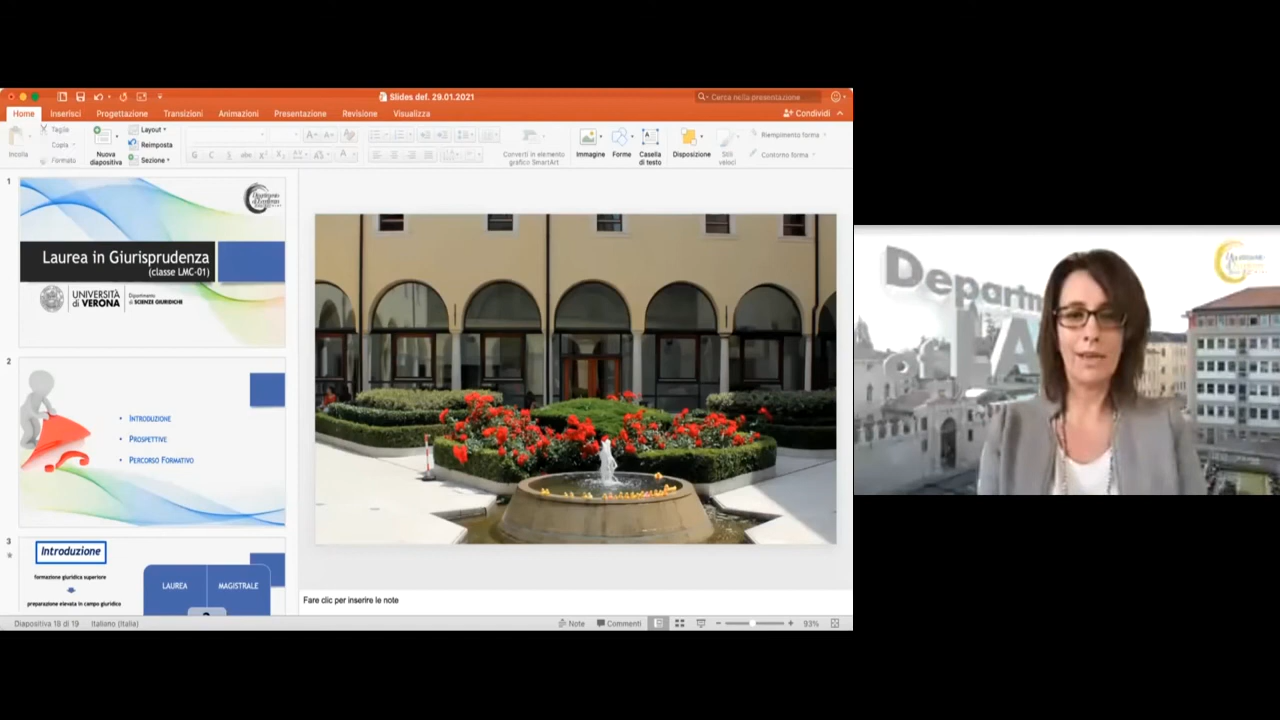 Slides def. 29.01.2021
Cerca nella presentazione
Home
Inserisci
Progettazione
Transizioni
Animazioni
Presentazione
Revisione
Visualizza
Condividi
Incolla
Taglia
Copia
Formato
Nuova
diapositiva
Layout
Reimposta
Sezione
Converti in elemento
grafico SmartArt
Immagine
Forme
Casella
di testo
Disposizione
Stili
veloci
Riempimento forma
Contorno forma
1
Laurea in Giurisprudenza
(classe LMC-01)
UNIVERSITÀ
di VERONA
Dipartimento
di SCIENZE GIURIDICHE
2
• INTRODUZIONE
• PROSPETTIVE
• PERCORSO FORMATIVO
3
Introduzione
formazione giuridica superiore
preparazione elevata in campo giuridico
LAUREA
MAGISTRALE
Fare clic per inserire le note
Diapositiva 18 di 19
Italiano (Italia)
Note
Commenti
93%
Departm
of LA